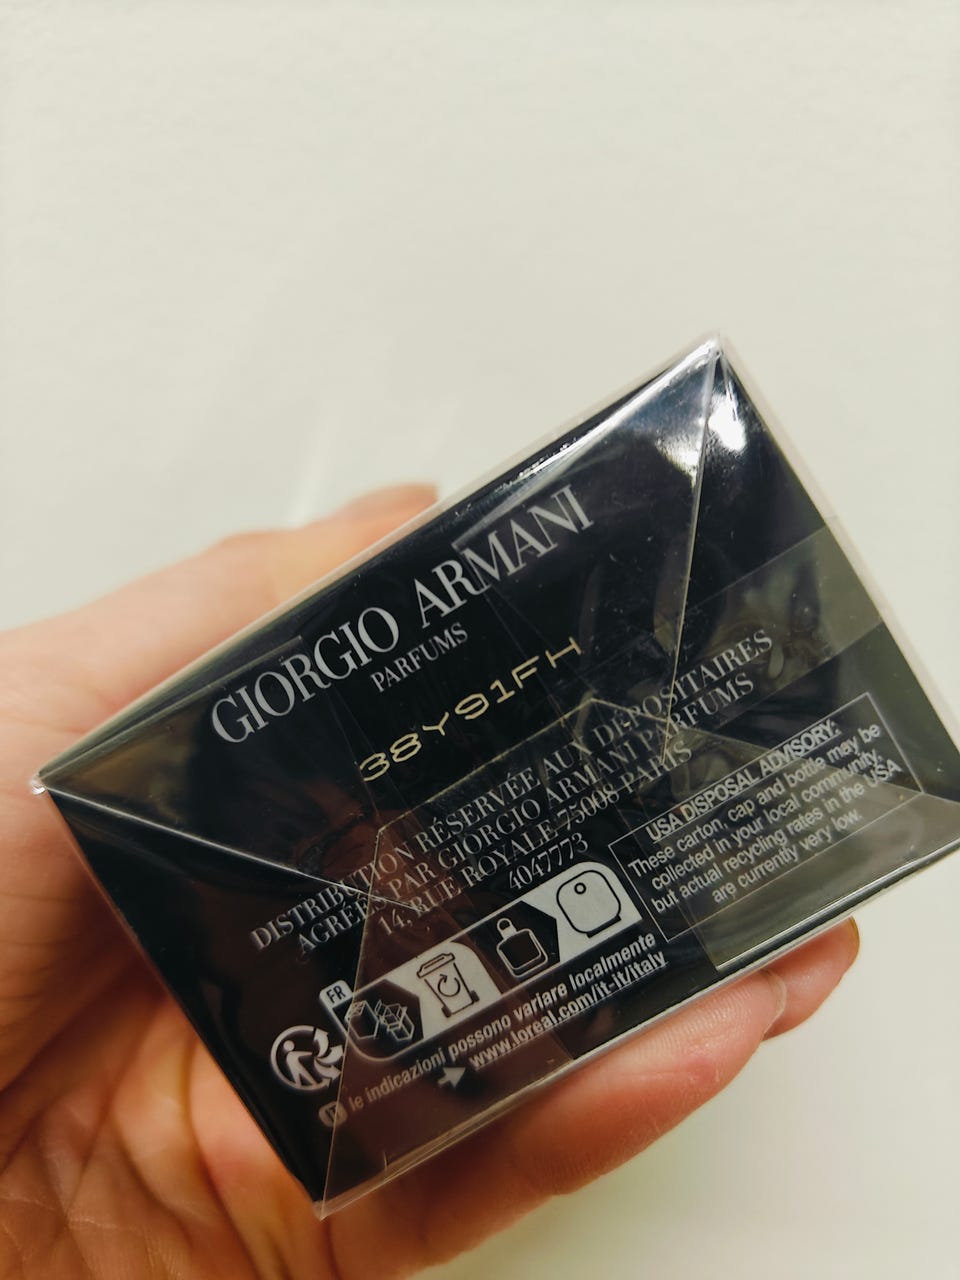 GIORGIO ARMANI
PARFUMS
38Y91FH
DISTRIBUTION RÉSERVÉE AUX DÉPOSITAIRES
AGRÉÉS PAR GIORGIO ARMANI PARFUMS
14, RUE ROYALE 75008 PARIS
4047773
USA DISPOSAL ADVISORY:
These carton, cap and bottle may be
collected in your local community,
but actual recycling rates in the USA
are currently very low.
FR
le indicazioni possono variare localmente
www.loreal.com/it-it/italy